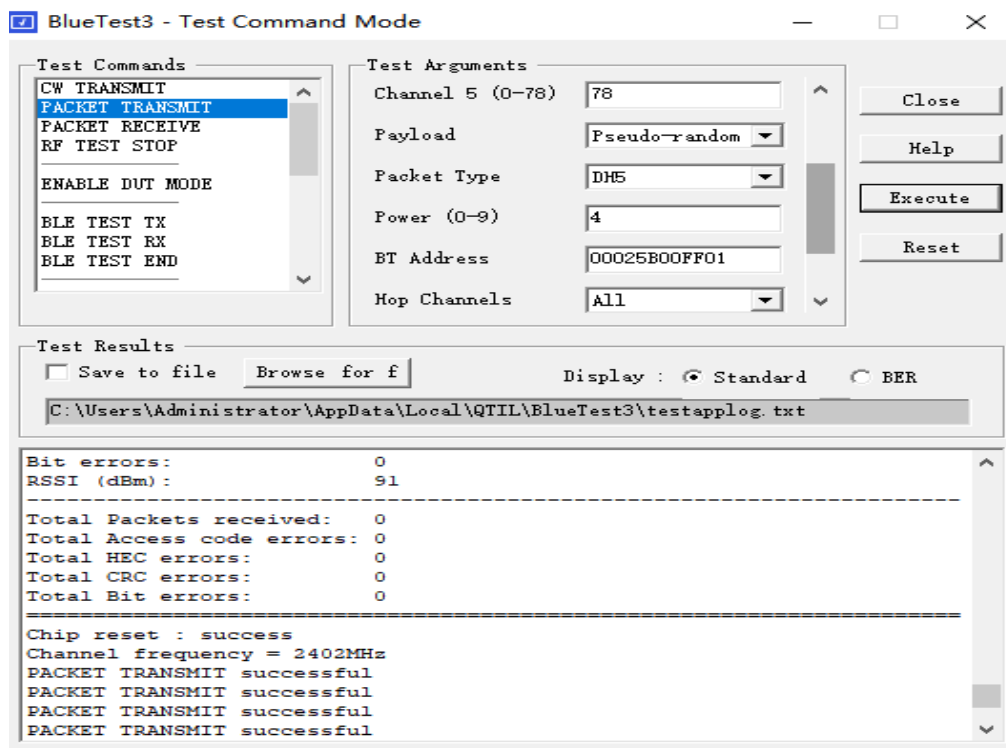 BlueTest3 - Test Command Mode
Test Commands
CW TRANSMIT
PACKET TRANSMIT
PACKET RECEIVE
RF TEST STOP
ENABLE DUT MODE
BLE TEST TX
BLE TEST RX
BLE TEST END
Test Arguments
Channel 5 (0-78) 78
Payload Pseudo-random
Packet Type DH5
Power (0-9) 4
BT Address 00025B00FF01
Hop Channels All
Close
Help
Execute
Reset
Test Results
Save to file Browse for f Display : Standard BER
C:\Users\Administrator\AppData\Local\QTIL\BlueTest3\testapplog.txt
Bit errors: 0
RSSI (dBm): 91
--------------------------------------------------------------------------------
Total Packets received: 0
Total Access code errors: 0
Total HEC errors: 0
Total CRC errors: 0
Total Bit errors: 0
================================================================================
Chip reset : success
Channel frequency = 2402MHz
PACKET TRANSMIT successful
PACKET TRANSMIT successful
PACKET TRANSMIT successful
PACKET TRANSMIT successful